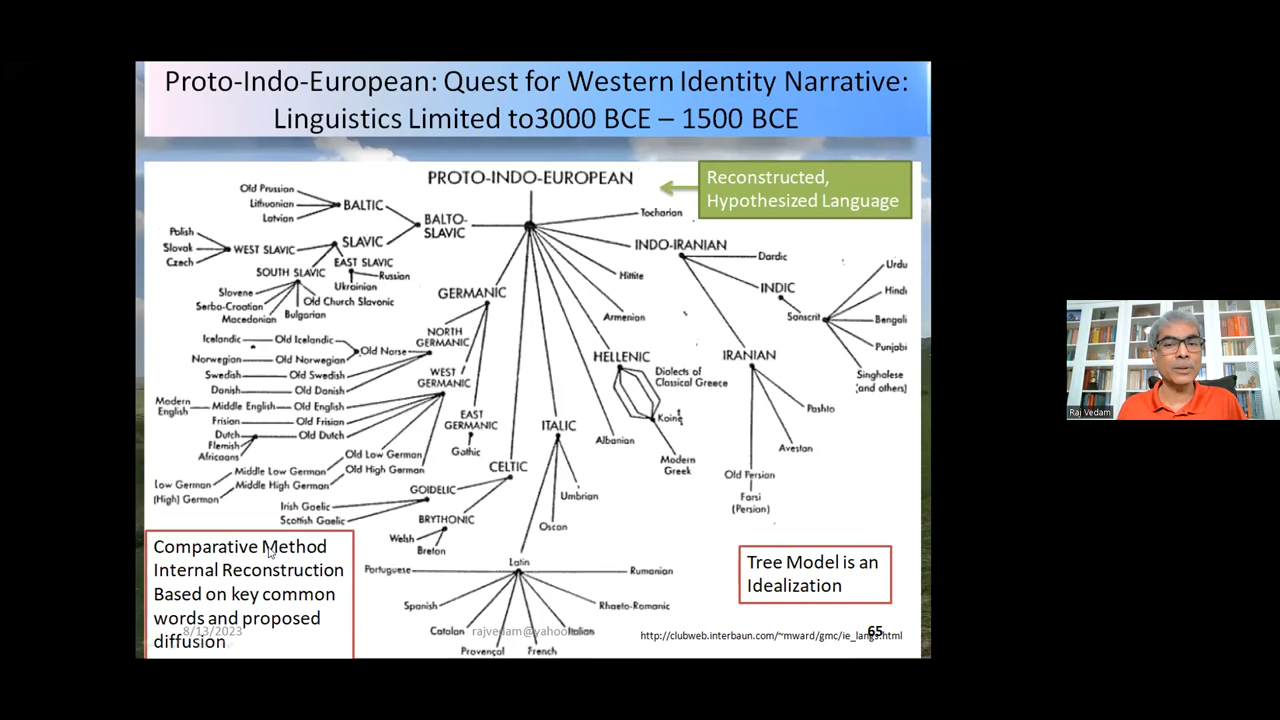 Proto-Indo-European: Quest for Western Identity Narrative:
Linguistics Limited to3000 BCE – 1500 BCE
PROTO-INDO-EUROPEAN
Reconstructed,
Hypothesized Language
Old Prussian
Lithuanian
Latvian
BALTIC
BALTO-
SLAVIC
Tocharian
Polish
Slovak
Czech
WEST SLAVIC
SLAVIC
EAST SLAVIC
Russian
Ukrainian
SOUTH SLAVIC
Slovene
Serbo-Croatian
Macedonian
Bulgarian
Old Church Slavonic
INDO-IRANIAN
Dardic
INDIC
Sanscrit
Urdu
Hindi
Bengali
Punjabi
Singhalese
(and others)
Hittite
Armenian
GERMANIC
NORTH
GERMANIC
Icelandic
Old Icelandic
Norwegian
Old Norwegian
Old Norse
Swedish
Old Swedish
Danish
Old Danish
WEST
GERMANIC
Modern
English
Middle English
Old English
Frisian
Old Frisian
Dutch
Flemish
Africaans
Old Dutch
Old Low German
Old High German
Low German
Middle Low German
(High) German
Middle High German
EAST
GERMANIC
Gothic
HELLENIC
Dialects of
Classical Greece
Koinē
Modern
Greek
Albanian
IRANIAN
Pashto
Avestan
Old Persian
Farsi
(Persian)
ITALIC
Umbrian
Oscan
CELTIC
GOIDELIC
Irish Gaelic
Scottish Gaelic
BRYTHONIC
Welsh
Breton
Latin
Portuguese
Spanish
Catalan
Provençal
French
Italian
Rhaeto-Romanic
Rumanian
Comparative Method
Internal Reconstruction
Based on key common
words and proposed
diffusion
Tree Model is an
Idealization
8/13/2023
rajvedam@yahoo
http://clubweb.interbaun.com/~mward/gmc/ie_langs.html
65
Raj Vedam